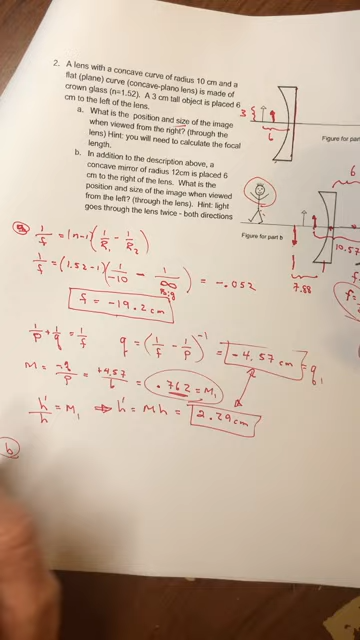 2. A lens with a concave curve of radius 10 cm and a
flat (plane) curve (concave-plano lens) is made of
crown glass (n=1.52). A 3 cm tall object is placed 6
cm to the left of the lens.
a. What is the position and size of the image
when viewed from the right? (through the
lens) Hint: you will need to calculate the focal
length.
b. In addition to the description above, a
concave mirror of radius 12cm is placed 6
cm to the right of the lens. What is the
position and size of the image when viewed
from the left? (through the lens). Hint: light
goes through the lens twice - both directions
3
6
Figure for part
6
Figure for part b
10.57
7.88
a
1/f = (n-1)(1/R1 - 1/R2)
1/f = (1.52-1)(1/-10 - 1/∞) = -.052
f = -19.2 cm
1/p + 1/q = 1/f q = (1/f - 1/p)^-1 = -4.57 cm = q1
M = -q/p = +4.57/6 = .762 = M1
h'/h = M1 ⇒ h' = Mh = 2.29cm
b